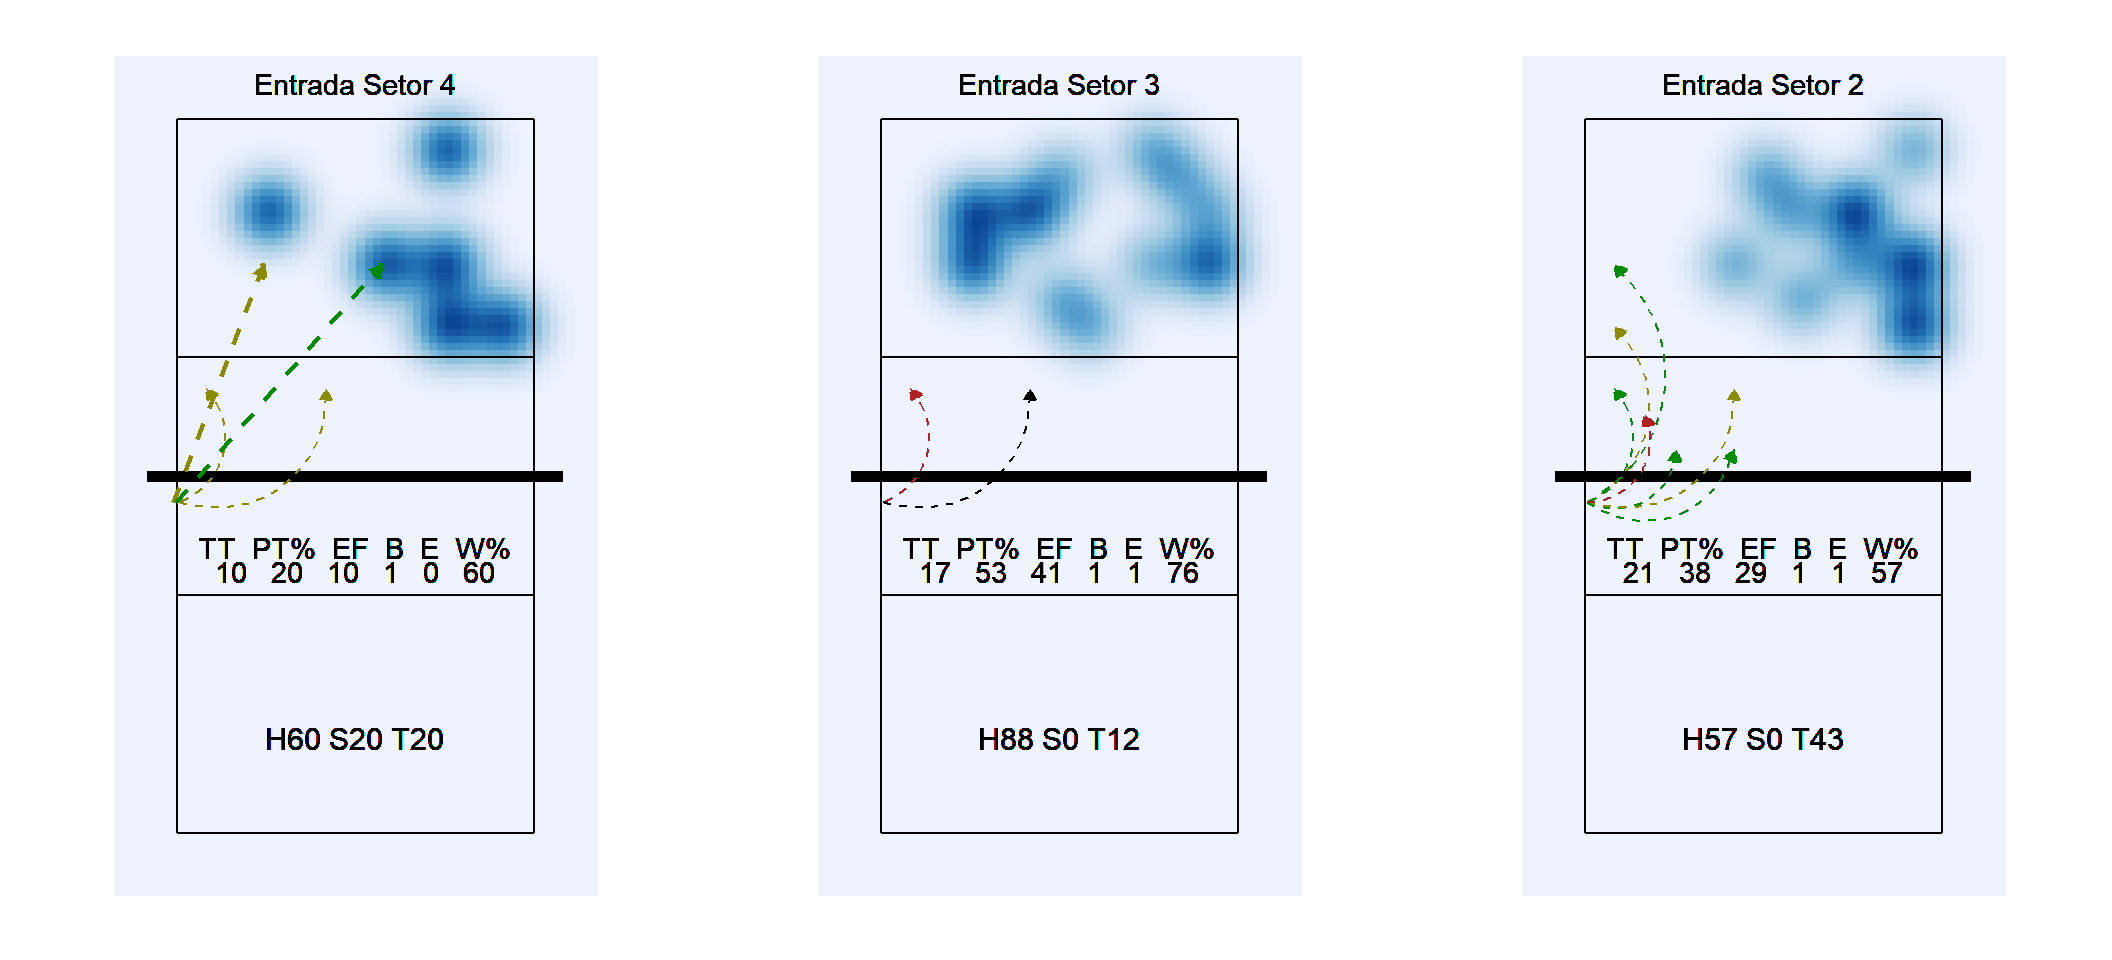 Entrada Setor 4
TT PT% EF B E W%
10 20 10 1 0 60
H60 S20 T20
Entrada Setor 3
TT PT% EF B E W%
17 53 41 1 1 76
H88 S0 T12
Entrada Setor 2
TT PT% EF B E W%
21 38 29 1 1 57
H57 S0 T43